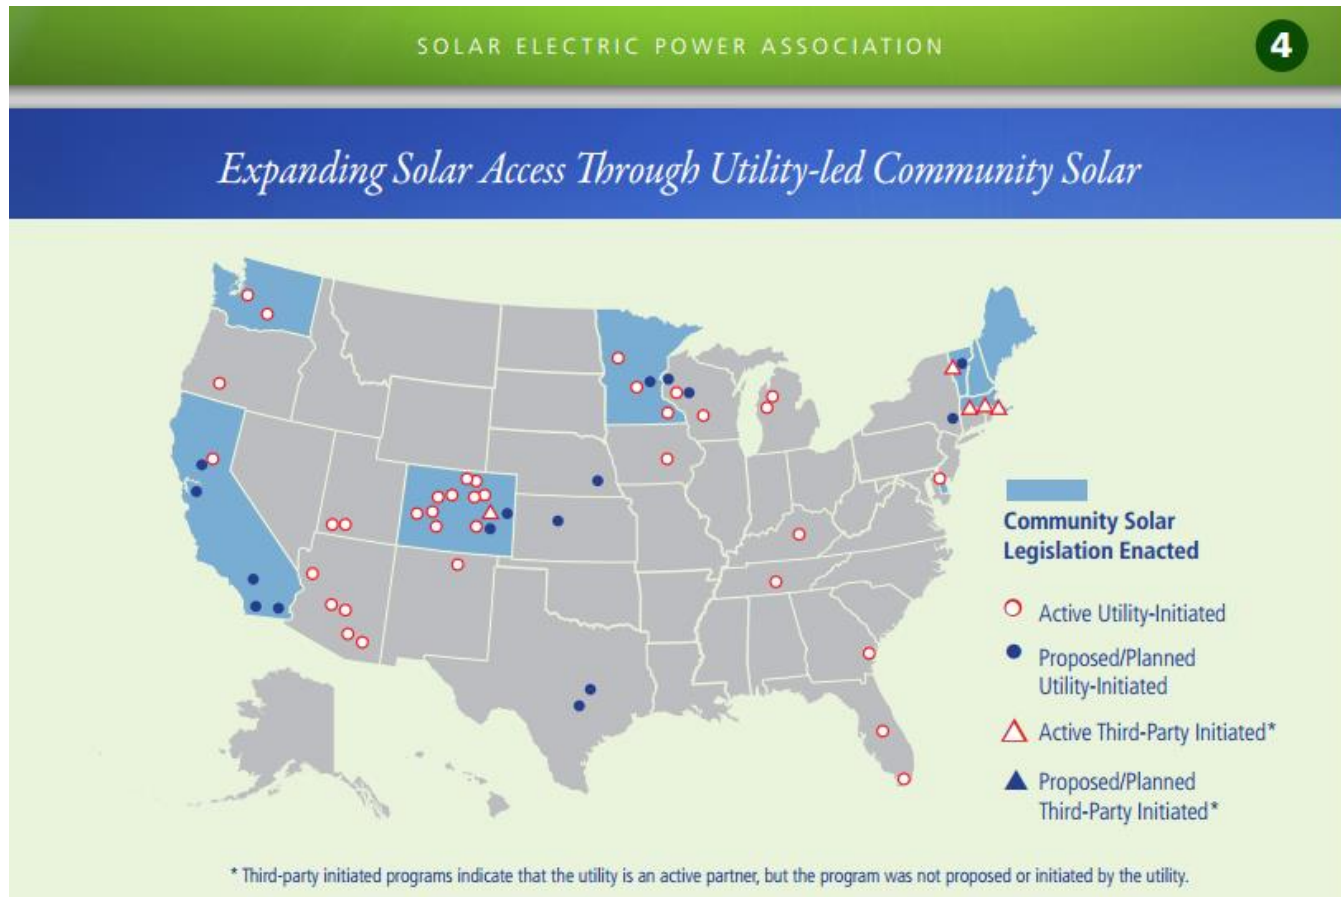 SOLAR ELECTRIC POWER ASSOCIATION
4
Expanding Solar Access Through Utility-led Community Solar
Community Solar
Legislation Enacted
Active Utility-Initiated
Proposed/Planned
Utility-Initiated
Active Third-Party Initiated*
Proposed/Planned
Third-Party Initiated*
* Third-party initiated programs indicate that the utility is an active partner, but the program was not proposed or initiated by the utility.